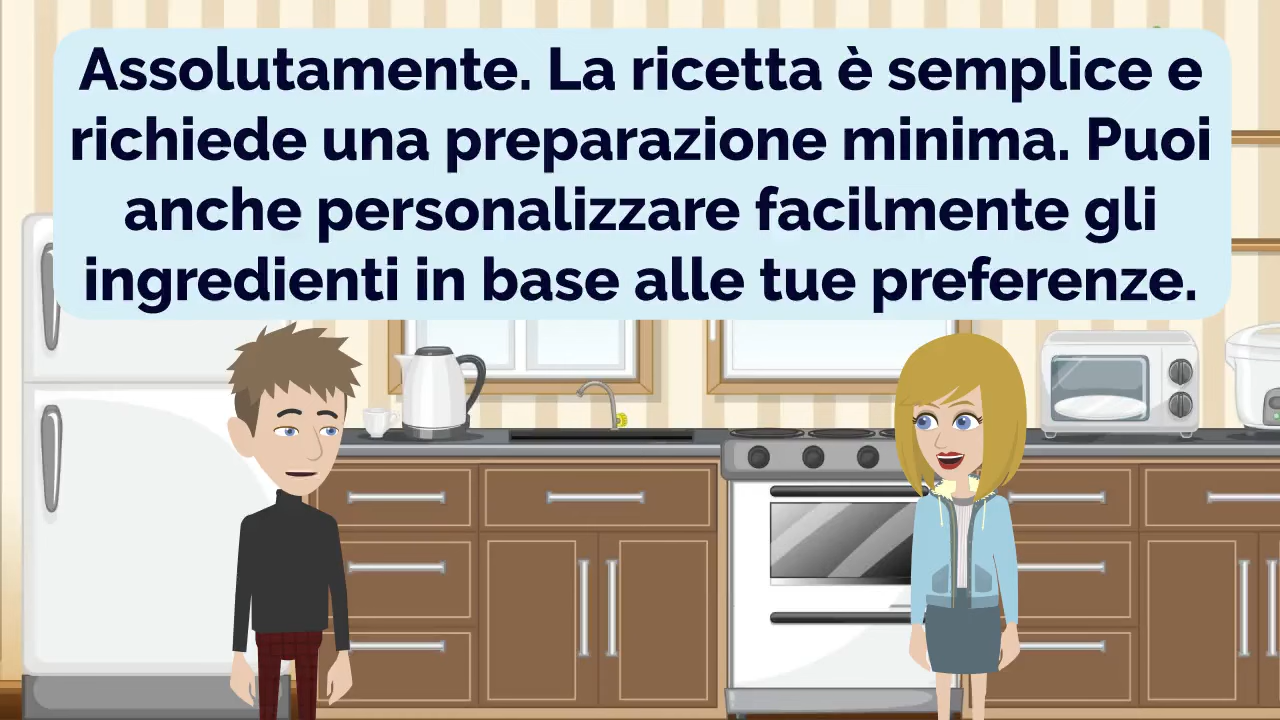 Assolutamente. La ricetta è semplice e
richiede una preparazione minima. Puoi
anche personalizzare facilmente gli
ingredienti in base alle tue preferenze.